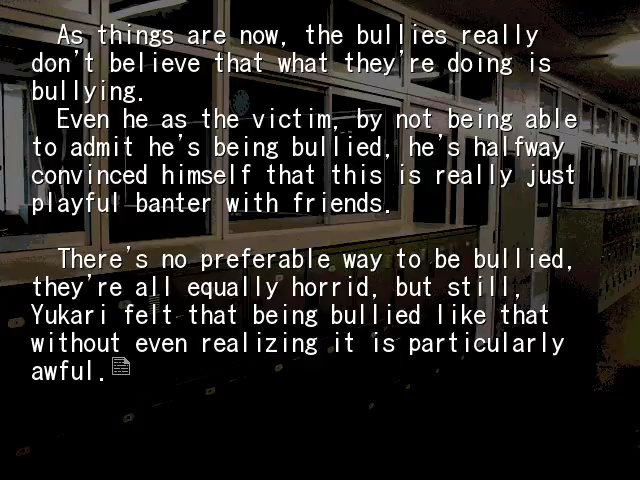 As things are now, the bullies really
don't believe that what they're doing is
bullying.
Even he as the victim, by not being able
to admit he's being bullied, he's halfway
convinced himself that this is really just
playful banter with friends.
There's no preferable way to be bullied,
they're all equally horrid, but still,
Yukari felt that being bullied like that
without even realizing it is particularly
awful.